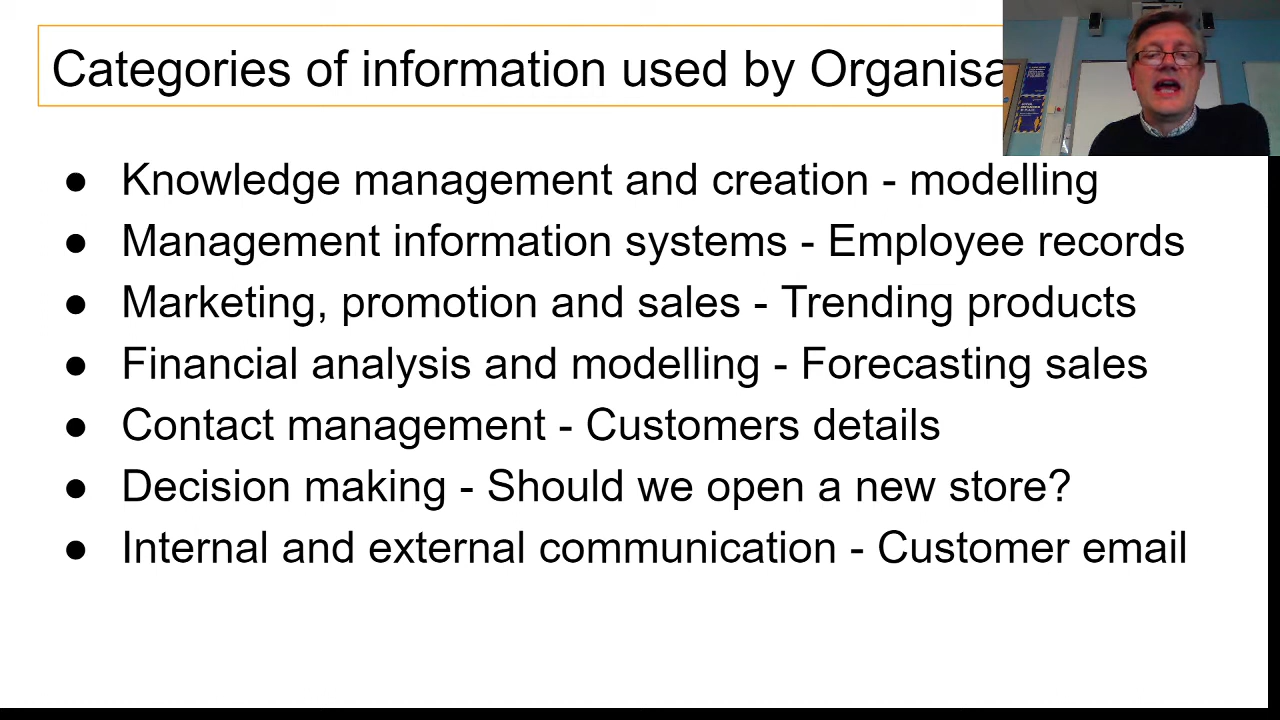 Categories of information used by Organisa
● Knowledge management and creation - modelling
● Management information systems - Employee records
● Marketing, promotion and sales - Trending products
● Financial analysis and modelling - Forecasting sales
● Contact management - Customers details
● Decision making - Should we open a new store?
● Internal and external communication - Customer email